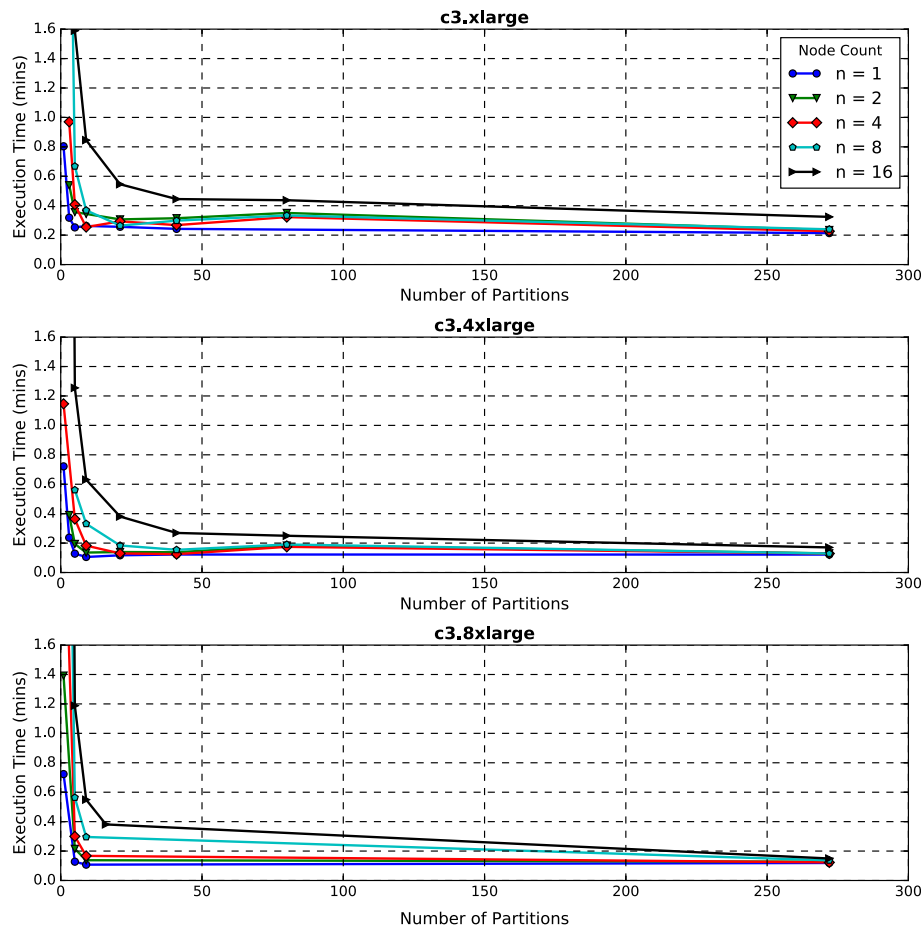 c3.xlarge
1.6
1.4
1.2
1.0
0.8
0.6
0.4
0.2
0.0
Execution Time (mins)
0 50 100 150 200 250 300
Number of Partitions
Node Count
n = 1
n = 2
n = 4
n = 8
n = 16
c3.4xlarge
1.6
1.4
1.2
1.0
0.8
0.6
0.4
0.2
0.0
Execution Time (mins)
0 50 100 150 200 250 300
Number of Partitions
c3.8xlarge
1.6
1.4
1.2
1.0
0.8
0.6
0.4
0.2
0.0
Execution Time (mins)
0 50 100 150 200 250 300
Number of Partitions